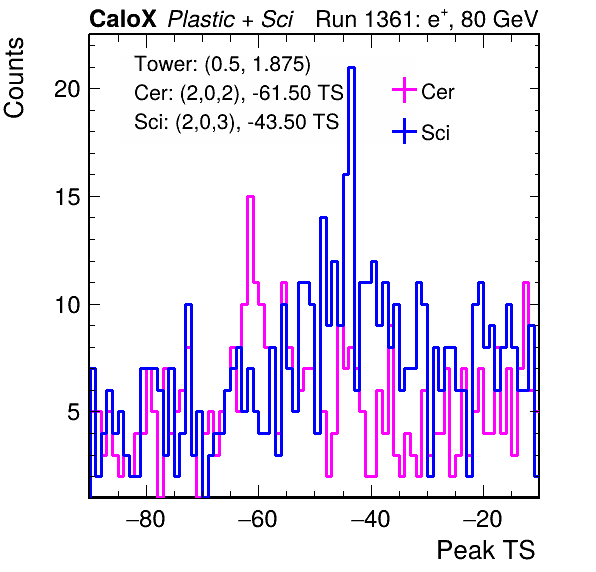 CaloX Plastic + Sci Run 1361: e⁺, 80 GeV
Tower: (0.5, 1.875)
Cer: (2,0,2), -61.50 TS
Sci: (2,0,3), -43.50 TS
Cer
Sci
Counts
20
15
10
5
−80 −60 −40 −20
Peak TS